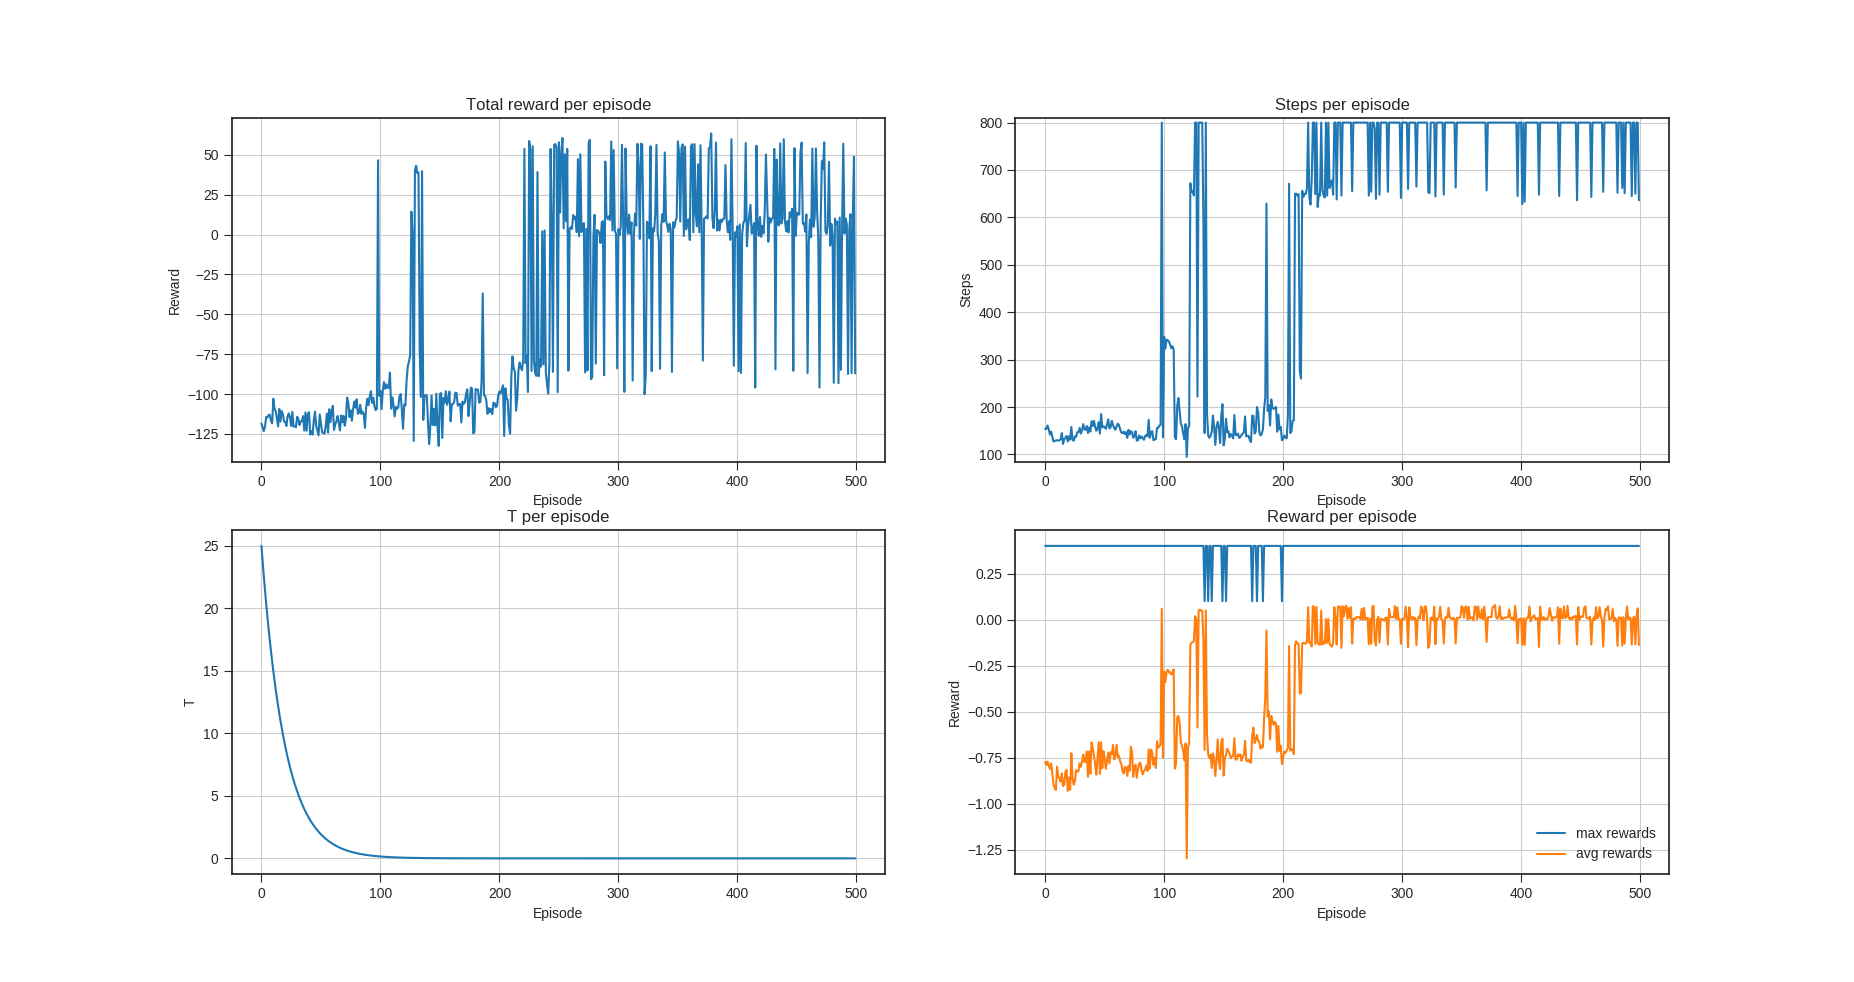 Total reward per episode
50
25
0
−25
−50
−75
−100
−125
Reward
0 100 200 300 400 500
Episode
Steps per episode
800
700
600
500
400
300
200
100
Steps
0 100 200 300 400 500
Episode
T per episode
25
20
15
10
5
0
T
0 100 200 300 400 500
Episode
Reward per episode
0.25
0.00
−0.25
−0.50
−0.75
−1.00
−1.25
Reward
max rewards
avg rewards
0 100 200 300 400 500
Episode